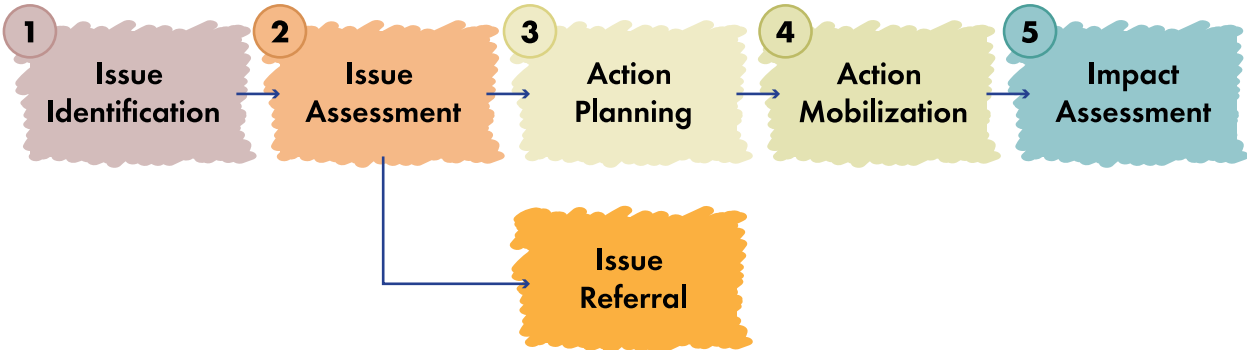 1
Issue
Identification
2
Issue
Assessment
3
Action
Planning
4
Action
Mobilization
5
Impact
Assessment
Issue
Referral